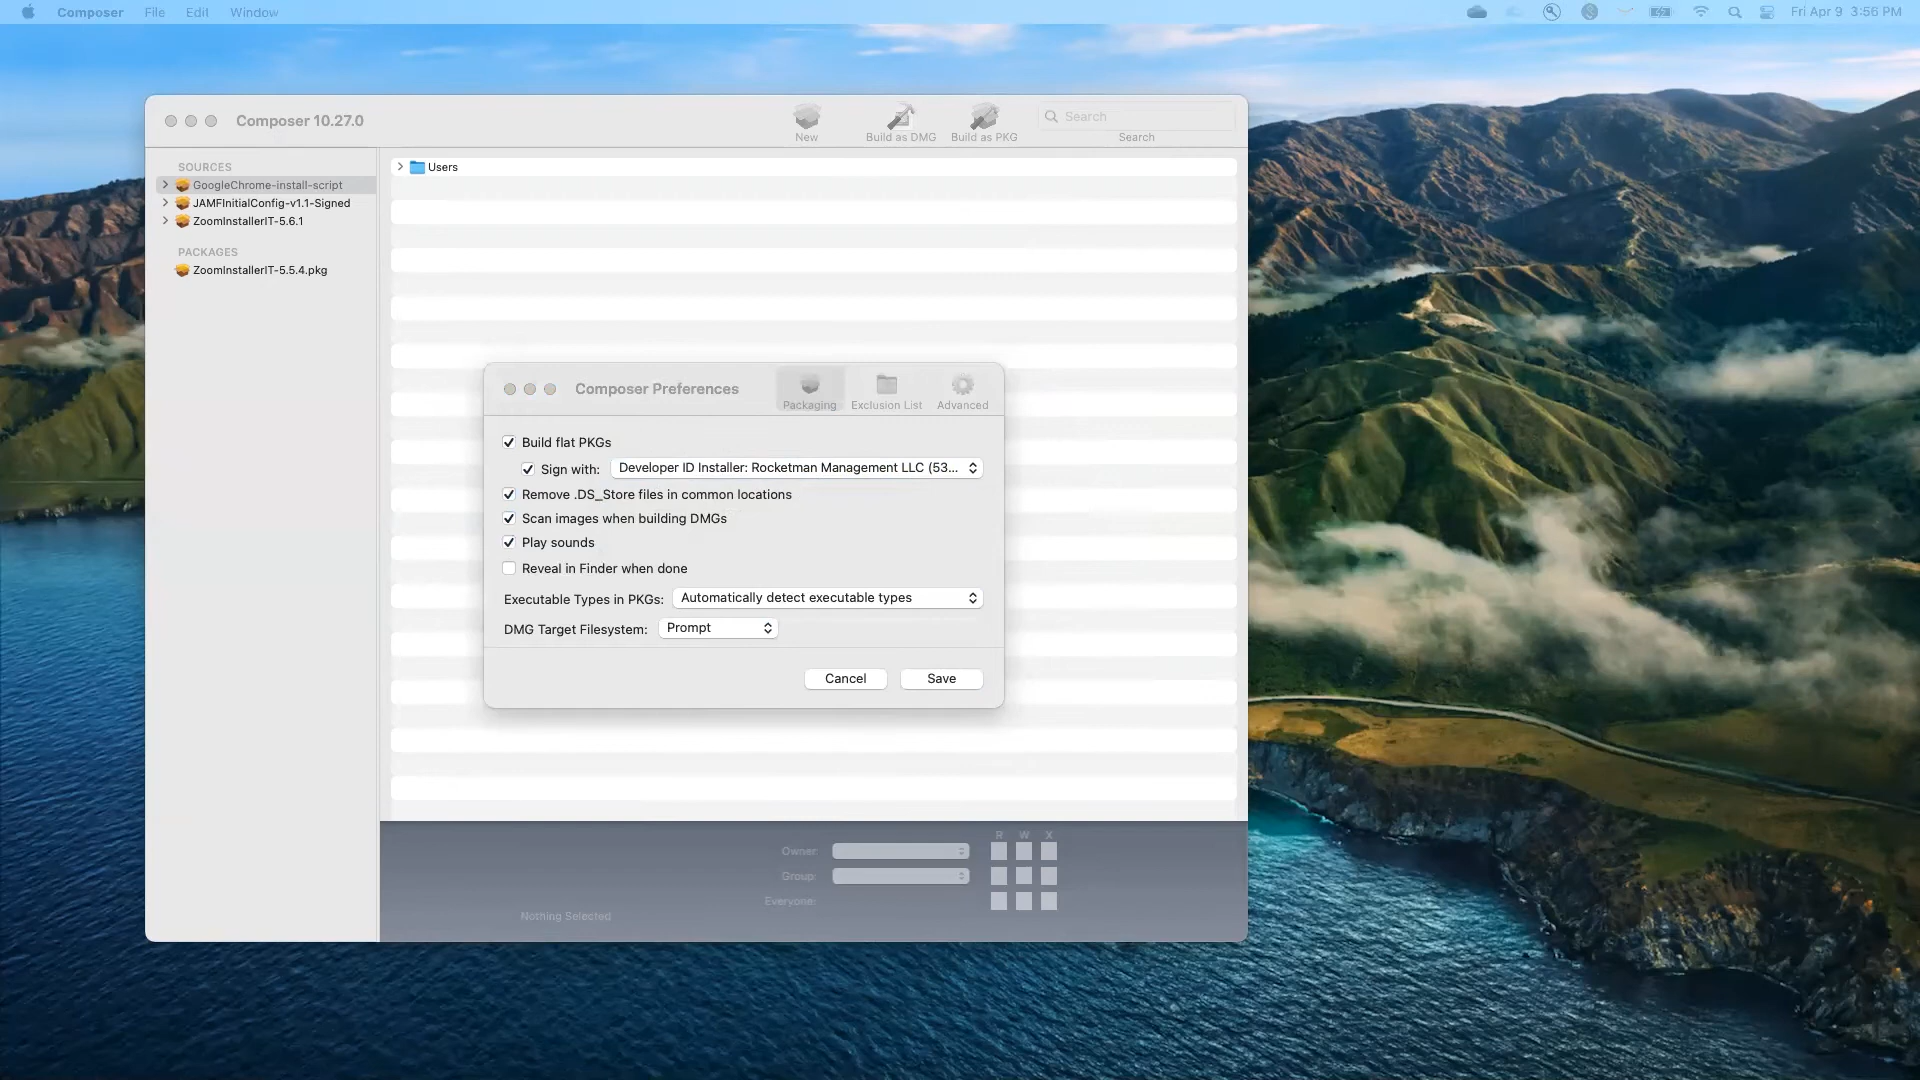 Composer File Edit Window Fri Apr 9 3:56 PM
Composer 10.27.0
New
Build as DMG
Build as PKG
Search
Search
SOURCES
GoogleChrome-install-script
JAMFInitialConfig-v1.1-Signed
ZoomInstallerIT-5.6.1
PACKAGES
ZoomInstallerIT-5.5.4.pkg
Users
Composer Preferences
Packaging
Exclusion List
Advanced
Build flat PKGs
Sign with: Developer ID Installer: Rocketman Management LLC (53...
Remove .DS_Store files in common locations
Scan images when building DMGs
Play sounds
Reveal in Finder when done
Executable Types in PKGs: Automatically detect executable types
DMG Target Filesystem: Prompt
Cancel Save
R W X
Owner:
Group:
Everyone:
Nothing Selected